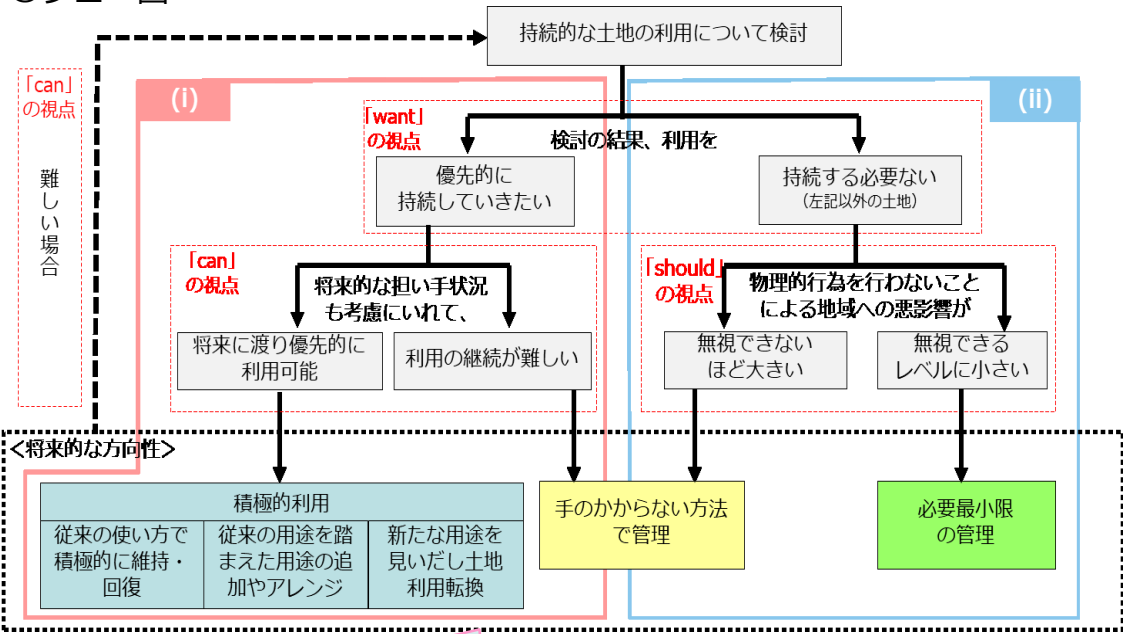 持続的な土地の利用について検討
「can」
の視点
難しい場合
(i)
(ii)
「want」
の視点
検討の結果、利用を
優先的に
持続していきたい
持続する必要ない
(左記以外の土地)
「can」
の視点
将来的な担い手状況
も考慮にいれて、
「should」
の視点
物理的行為を行わないこと
による地域への悪影響が
将来に渡り優先的に
利用可能
利用の継続が難しい
無視できない
ほど大きい
無視できる
レベルに小さい
<将来的な方向性>
積極的利用
従来の使い方で
積極的に維持・
回復
従来の用途を踏
まえた用途の追
加やアレンジ
新たな用途を
見いだし土地
利用転換
手のかからない方法
で管理
必要最小限
の管理